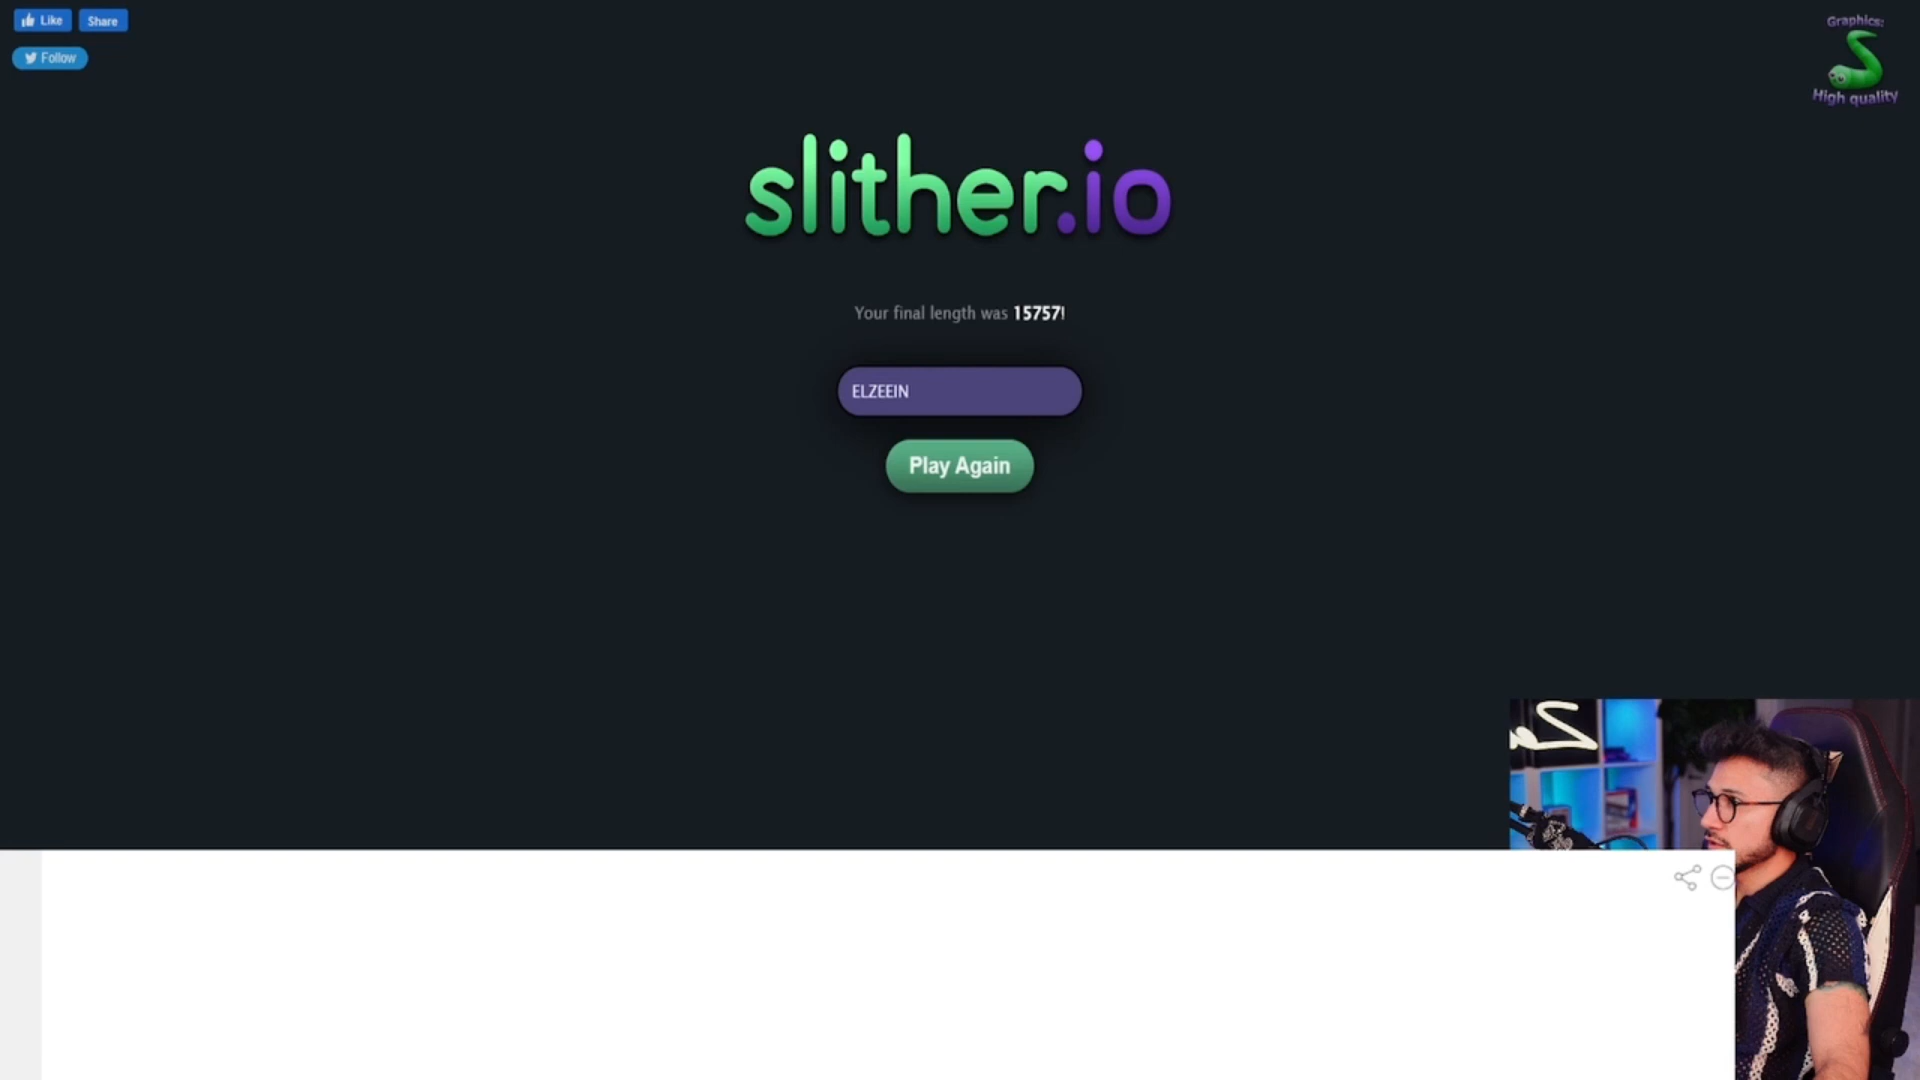 Like
Share
Follow
Graphics:
High quality
slither.io
Your final length was 15757!
ELZEEIN
Play Again